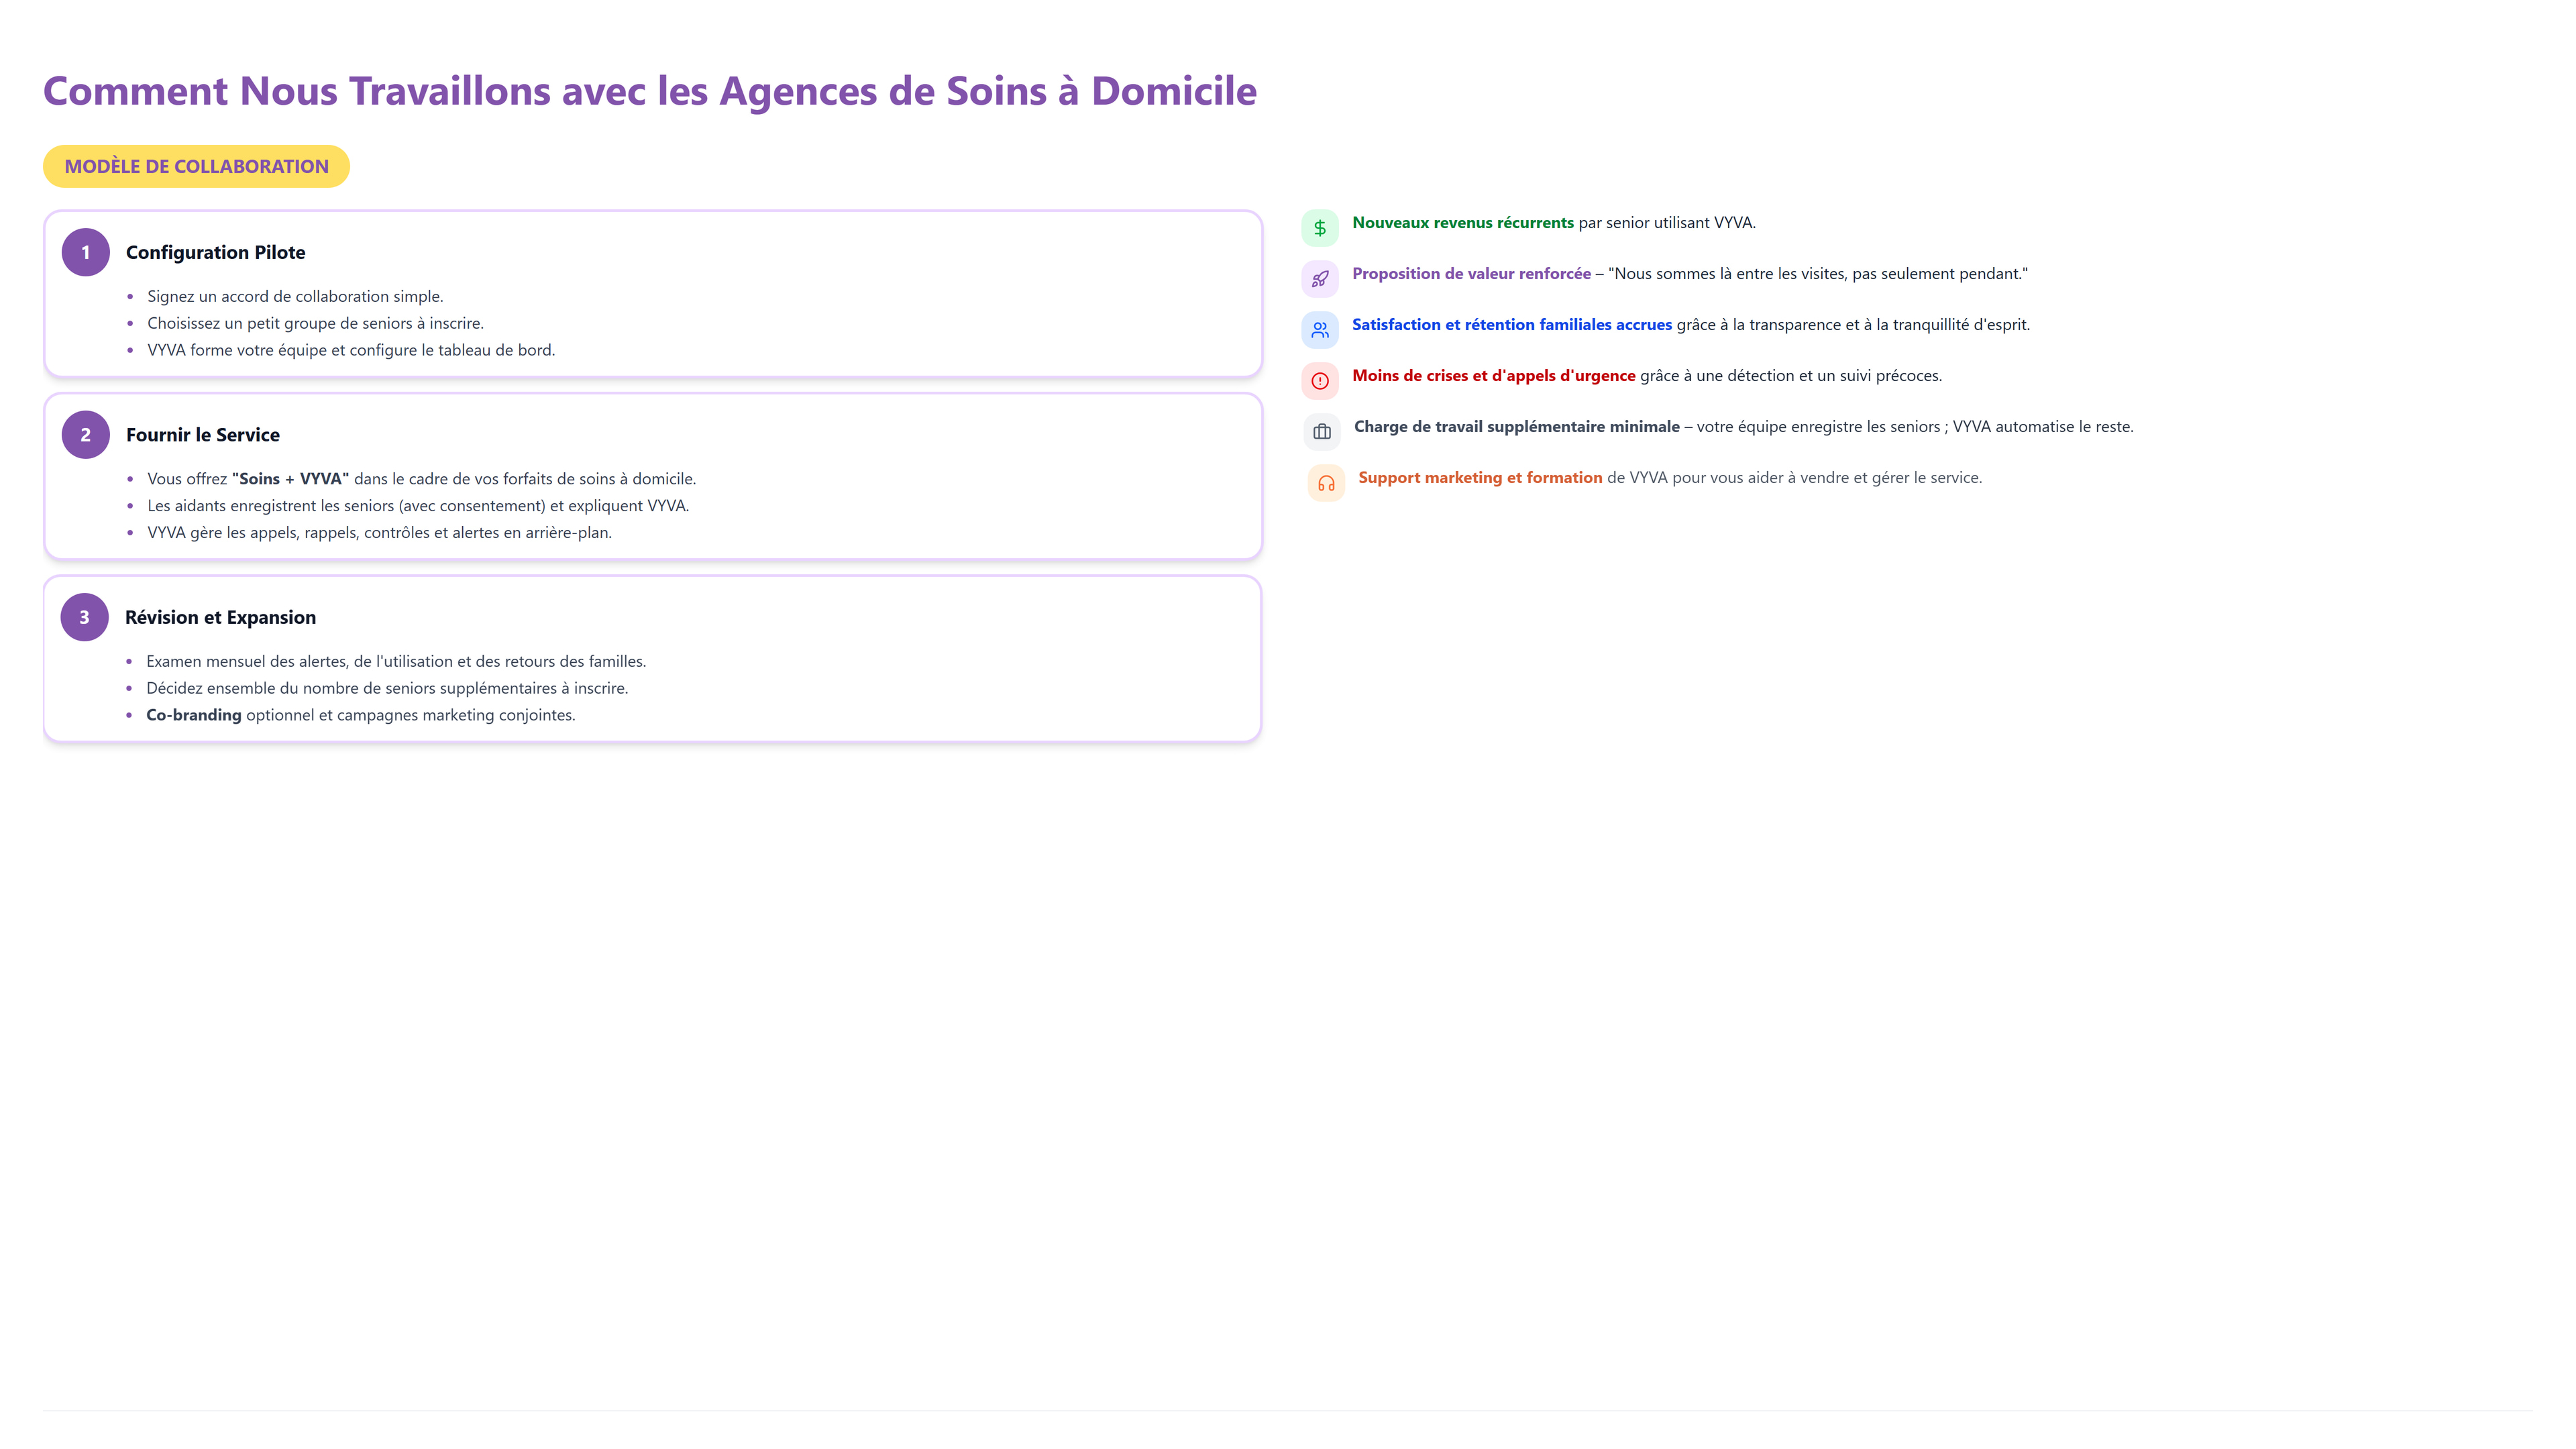 Comment Nous Travaillons avec les Agences de Soins à Domicile
MODÈLE DE COLLABORATION
1
Configuration Pilote
• Signez un accord de collaboration simple.
• Choisissez un petit groupe de seniors à inscrire.
• VYVA forme votre équipe et configure le tableau de bord.
2
Fournir le Service
• Vous offrez "Soins + VYVA" dans le cadre de vos forfaits de soins à domicile.
• Les aidants enregistrent les seniors (avec consentement) et expliquent VYVA.
• VYVA gère les appels, rappels, contrôles et alertes en arrière-plan.
3
Révision et Expansion
• Examen mensuel des alertes, de l'utilisation et des retours des familles.
• Décidez ensemble du nombre de seniors supplémentaires à inscrire.
• Co-branding optionnel et campagnes marketing conjointes.
Nouveaux revenus récurrents par senior utilisant VYVA.
Proposition de valeur renforcée – "Nous sommes là entre les visites, pas seulement pendant."
Satisfaction et rétention familiales accrues grâce à la transparence et à la tranquillité d'esprit.
Moins de crises et d'appels d'urgence grâce à une détection et un suivi précoces.
Charge de travail supplémentaire minimale – votre équipe enregistre les seniors ; VYVA automatise le reste.
Support marketing et formation de VYVA pour vous aider à vendre et gérer le service.